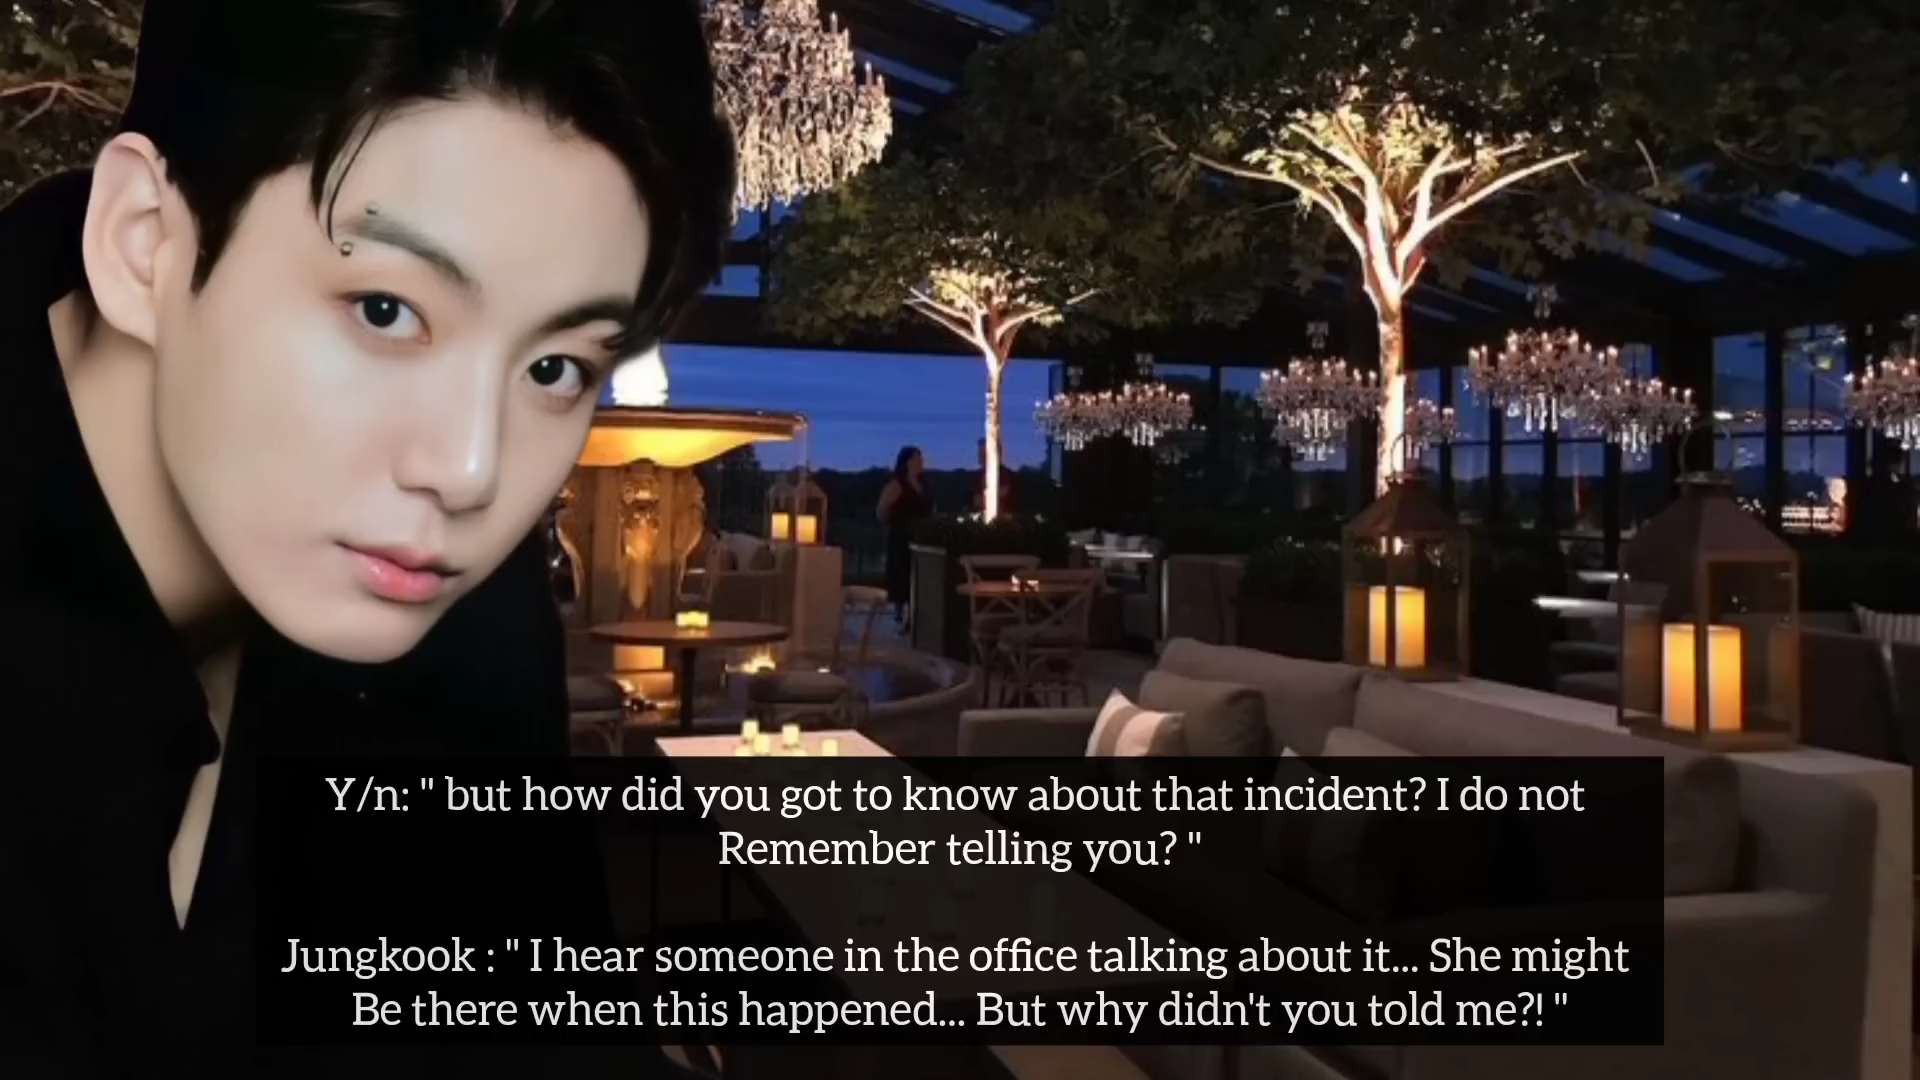 Y/n: " but how did you got to know about that incident? I do not
Remember telling you? "
Jungkook : " I hear someone in the office talking about it... She might
Be there when this happened... But why didn't you told me?! "